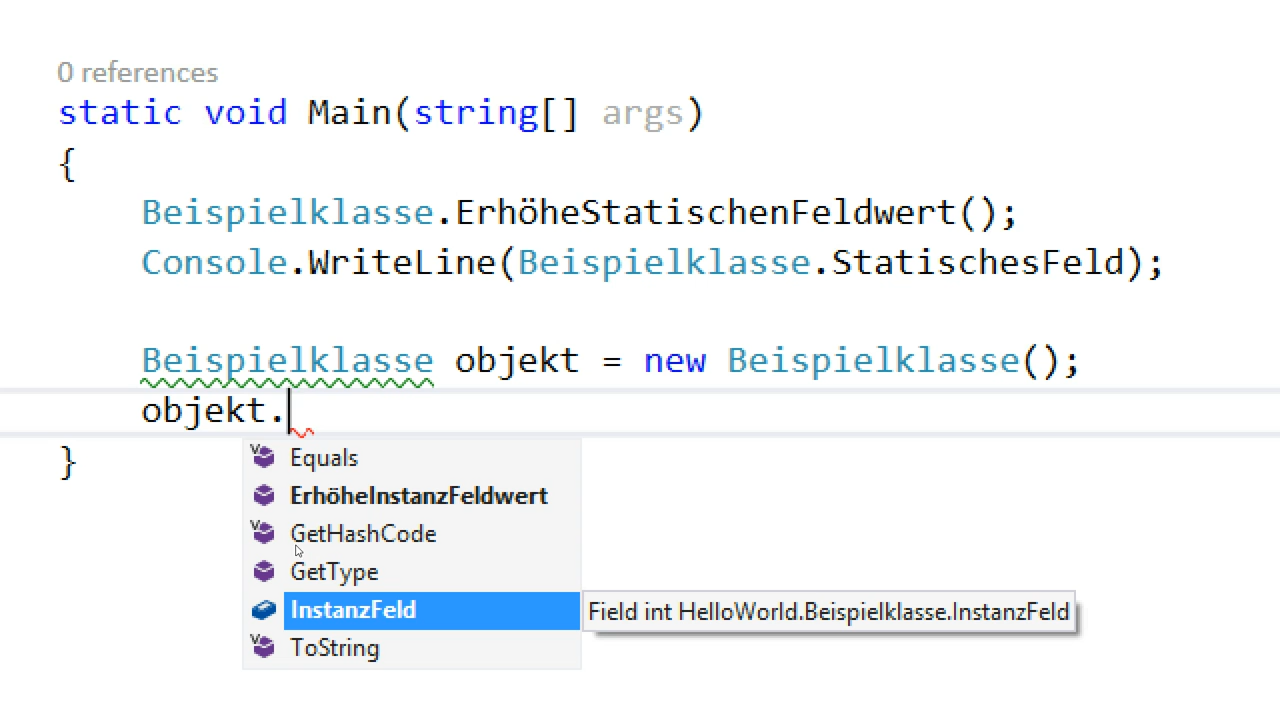 0 references
static void Main(string[] args)
{
Beispielklasse.ErhöheStatischenFeldwert();
Console.WriteLine(Beispielklasse.StatischesFeld);
Beispielklasse objekt = new Beispielklasse();
objekt.
}
Equals
ErhöheInstanzFeldwert
GetHashCode
GetType
InstanzFeld
Field int HelloWorld.Beispielklasse.InstanzFeld
ToString